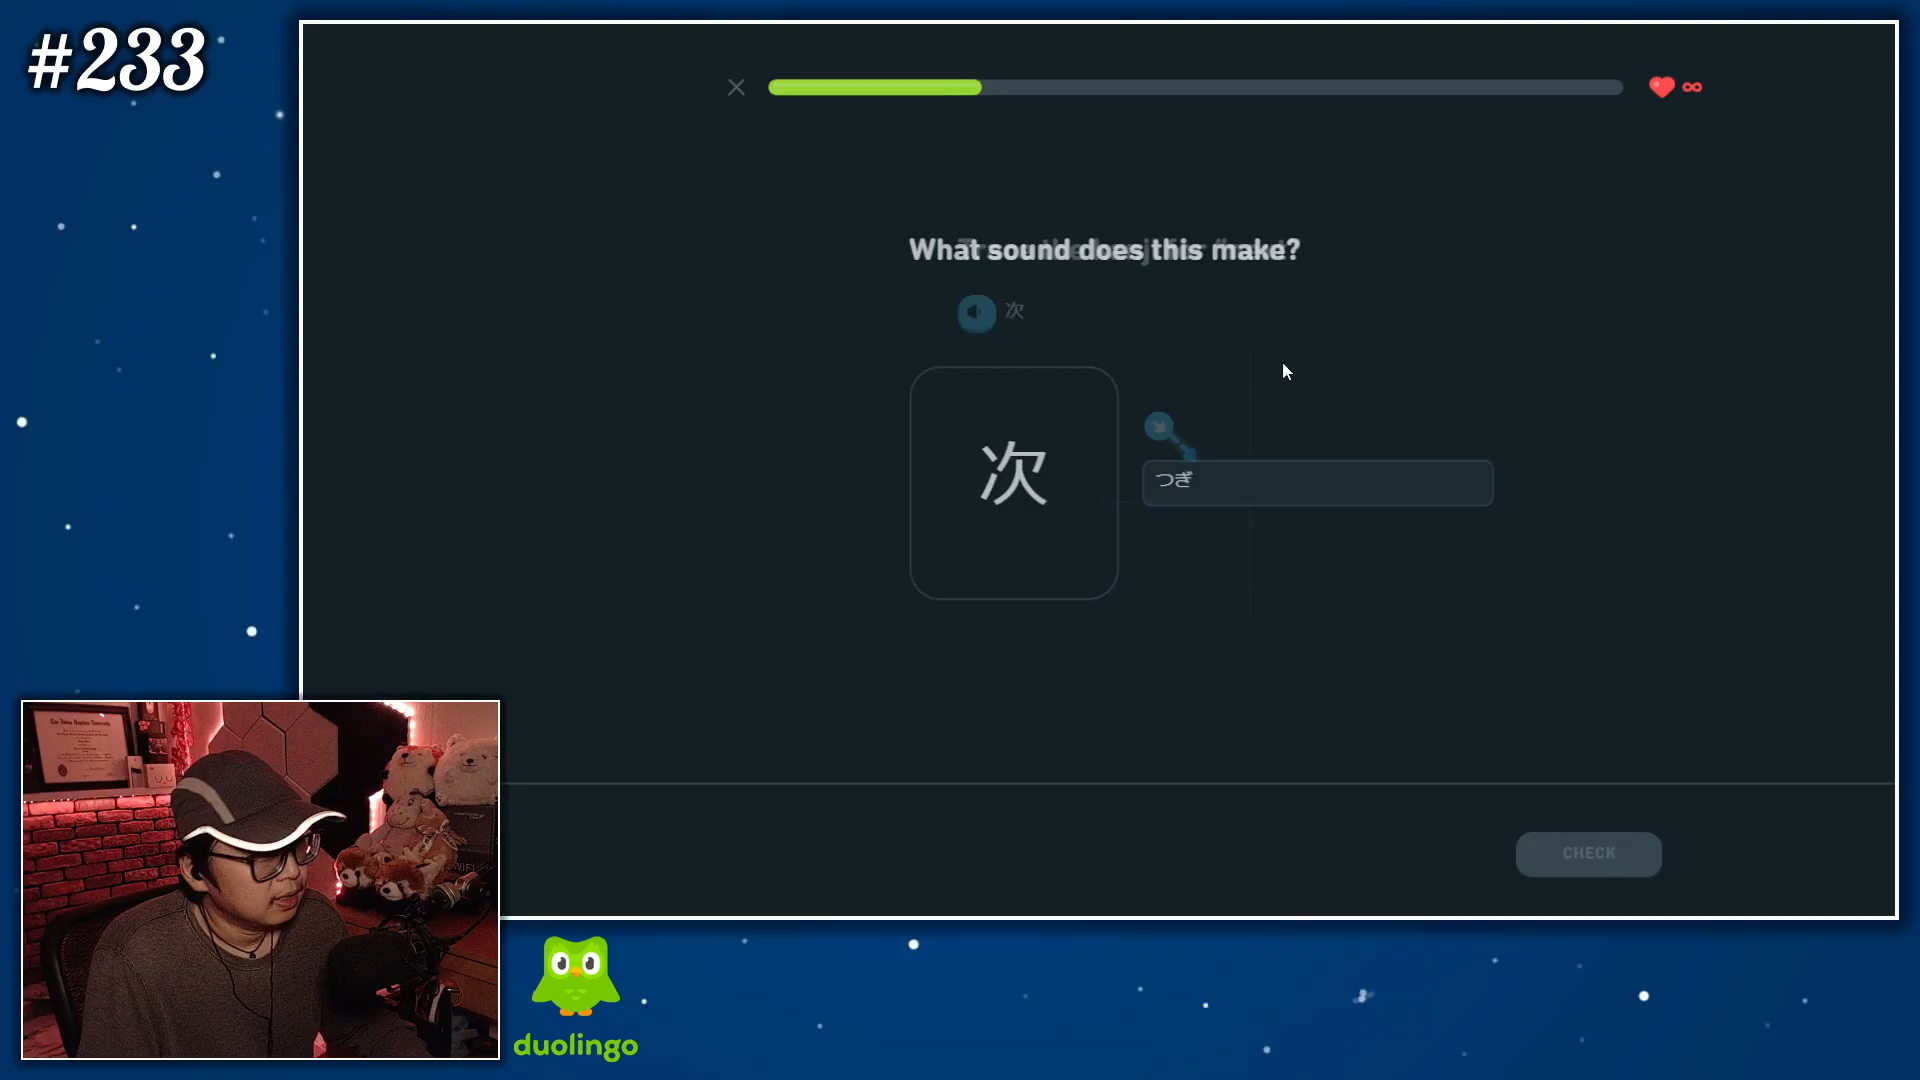 #233
∞
What sound does this make?
次
次
つぎ
CHECK
duolingo